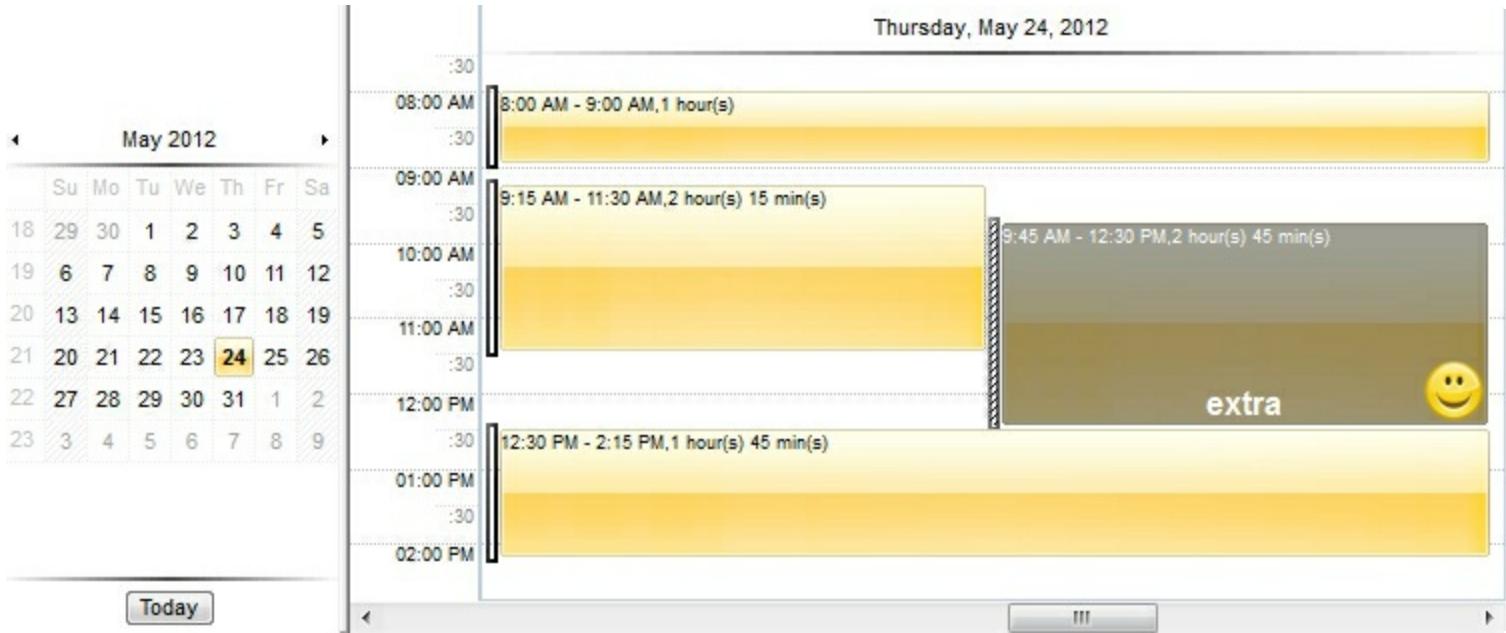 May 2012
Su Mo Tu We Th Fr Sa
18 29 30 1 2 3 4 5
19 6 7 8 9 10 11 12
20 13 14 15 16 17 18 19
21 20 21 22 23 24 25 26
22 27 28 29 30 31 1 2
23 3 4 5 6 7 8 9
Today
Thursday, May 24, 2012
:30
08:00 AM
:30
09:00 AM
:30
10:00 AM
:30
11:00 AM
:30
12:00 PM
:30
01:00 PM
:30
02:00 PM
8:00 AM - 9:00 AM,1 hour(s)
9:15 AM - 11:30 AM,2 hour(s) 15 min(s)
9:45 AM - 12:30 PM,2 hour(s) 45 min(s)
extra
12:30 PM - 2:15 PM,1 hour(s) 45 min(s)